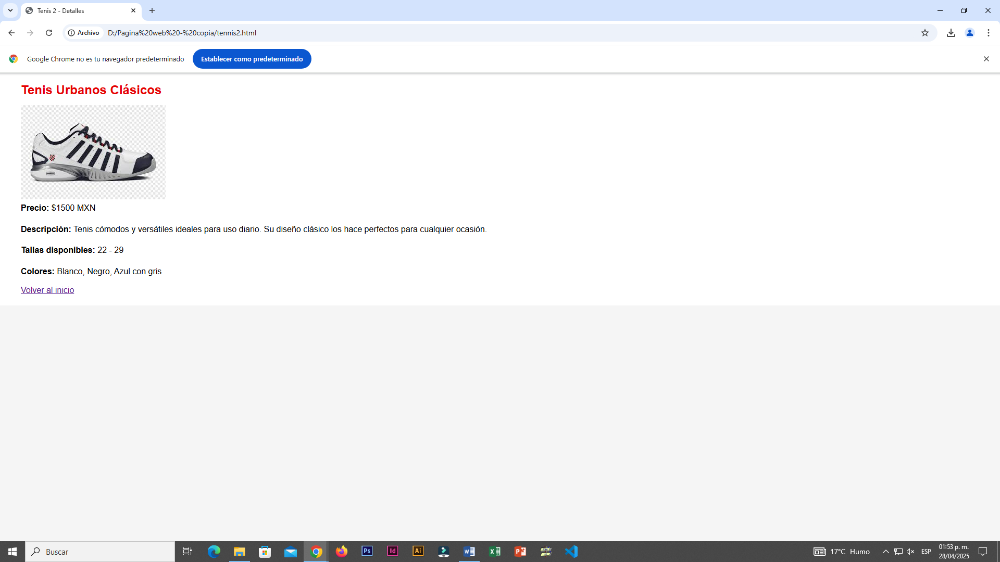 Tenis 2 - Detalles
Archivo
D:/Pagina%20web%20-%20copia/tennis2.html
Google Chrome no es tu navegador predeterminado
Establecer como predeterminado
Tenis Urbanos Clásicos
Precio: $1500 MXN
Descripción: Tenis cómodos y versátiles ideales para uso diario. Su diseño clásico los hace perfectos para cualquier ocasión.
Tallas disponibles: 22 - 29
Colores: Blanco, Negro, Azul con gris
Volver al inicio
Buscar
Ps
Id
Ai
17°C Humo
ESP
01:53 p. m.
28/04/2025